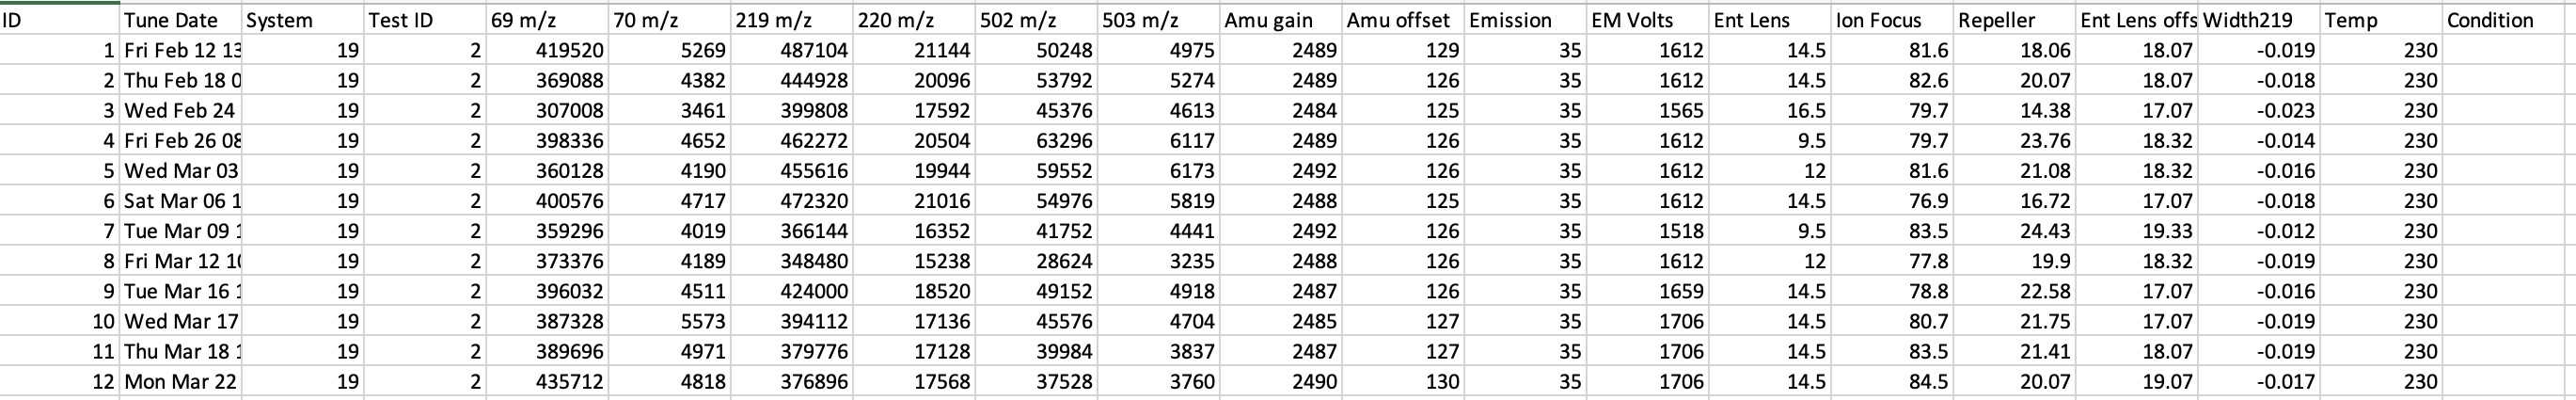 ID Tune Date System Test ID 69 m/z 70 m/z 219 m/z 220 m/z 502 m/z 503 m/z Amu gain Amu offset Emission EM Volts Ent Lens Ion Focus Repeller Ent Lens offs Width219 Temp Condition
1 Fri Feb 12 13 19 2 419520 5269 487104 21144 50248 4975 2489 129 35 1612 14.5 81.6 18.06 18.07 -0.019 230
2 Thu Feb 18 0 19 2 369088 4382 444928 20096 53792 5274 2489 126 35 1612 14.5 82.6 20.07 18.07 -0.018 230
3 Wed Feb 24 19 2 307008 3461 399808 17592 45376 4613 2484 125 35 1565 16.5 79.7 14.38 17.07 -0.023 230
4 Fri Feb 26 08 19 2 398336 4652 462272 20504 63296 6117 2489 126 35 1612 9.5 79.7 23.76 18.32 -0.014 230
5 Wed Mar 03 19 2 360128 4190 455616 19944 59552 6173 2492 126 35 1612 12 81.6 21.08 18.32 -0.016 230
6 Sat Mar 06 1 19 2 400576 4717 472320 21016 54976 5819 2488 125 35 1612 14.5 76.9 16.72 17.07 -0.018 230
7 Tue Mar 09 1 19 2 359296 4019 366144 16352 41752 4441 2492 126 35 1518 9.5 83.5 24.43 19.33 -0.012 230
8 Fri Mar 12 10 19 2 373376 4189 348480 15238 28624 3235 2488 126 35 1612 12 77.8 19.9 18.32 -0.019 230
9 Tue Mar 16 1 19 2 396032 4511 424000 18520 49152 4918 2487 126 35 1659 14.5 78.8 22.58 17.07 -0.016 230
10 Wed Mar 17 19 2 387328 5573 394112 17136 45576 4704 2485 127 35 1706 14.5 80.7 21.75 17.07 -0.019 230
11 Thu Mar 18 1 19 2 389696 4971 379776 17128 39984 3837 2487 127 35 1706 14.5 83.5 21.41 18.07 -0.019 230
12 Mon Mar 22 19 2 435712 4818 376896 17568 37528 3760 2490 130 35 1706 14.5 84.5 20.07 19.07 -0.017 230